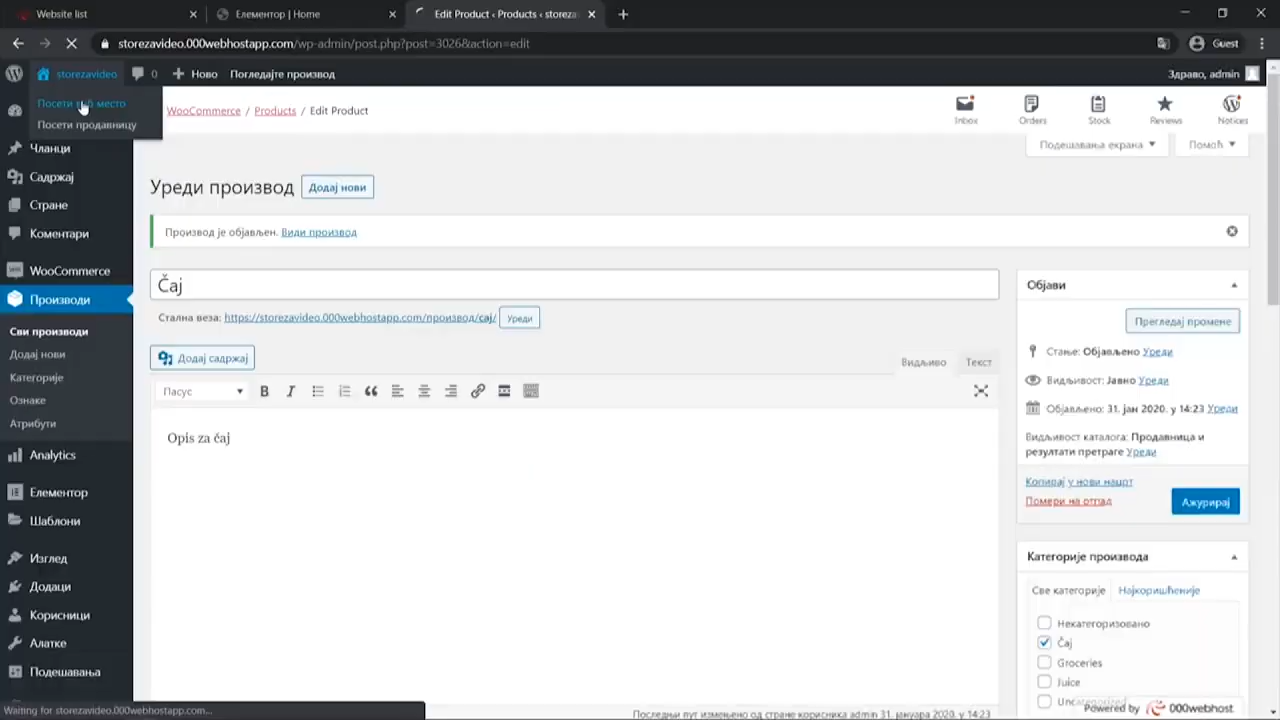 Website list
Елементор | Home
Edit Product ‹ Products ‹ storeza
storezavideo.000webhostapp.com/wp-admin/post.php?post=3026&action=edit
Guest
storezavideo
0
Ново
Погледајте производ
Здраво, admin
Посети веб место
Посети продавницу
WooCommerce / Products / Edit Product
Inbox
Orders
Stock
Reviews
Notices
Подешавања екрана
Помоћ
Чланци
Садржај
Стране
Коментари
WooCommerce
Производи
Сви производи
Додај нови
Категорије
Ознаке
Атрибути
Analytics
Елементор
Шаблони
Изглед
Додаци
Корисници
Алатке
Подешавања
Уреди производ
Додај нови
Производ је објављен. Види производ
Čaj
Стална веза: https://storezavideo.000webhostapp.com/производ/caj/
Уреди
Додај садржај
Видљиво
Текст
Пасус
B I
Opis za čaj
Објави
Прегледај промене
Стање: Објављено Уреди
Видљивост: Јавно Уреди
Објављено: 31. јан 2020. у 14:23 Уреди
Видљивост каталога: Продавница и
резултати претраге Уреди
Копирај у нови нацрт
Помери на отпад
Ажурирај
Категорије производа
Све категорије
Најкоришћеније
Некатегоризовано
Čaj
Groceries
Juice
Uncategorized
Powered by 000webhost
Waiting for storezavideo.000webhostapp.com...
Последњи пут измењено од стране корисника admin 31. јануара 2020. у 14:23